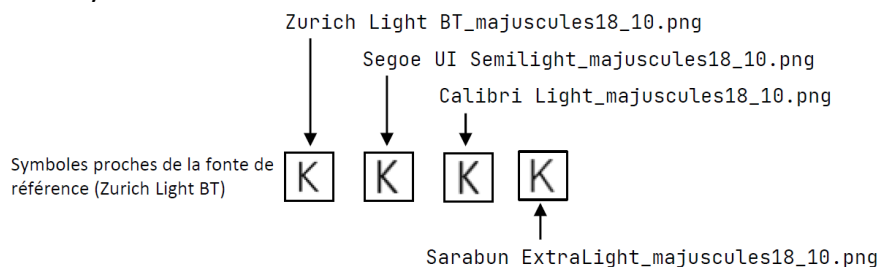 Zurich Light BT_majuscules18_10.png
Segoe UI Semilight_majuscules18_10.png
Calibri Light_majuscules18_10.png
Symboles proches de la fonte de
référence (Zurich Light BT)
K K K K
Sarabun ExtraLight_majuscules18_10.png